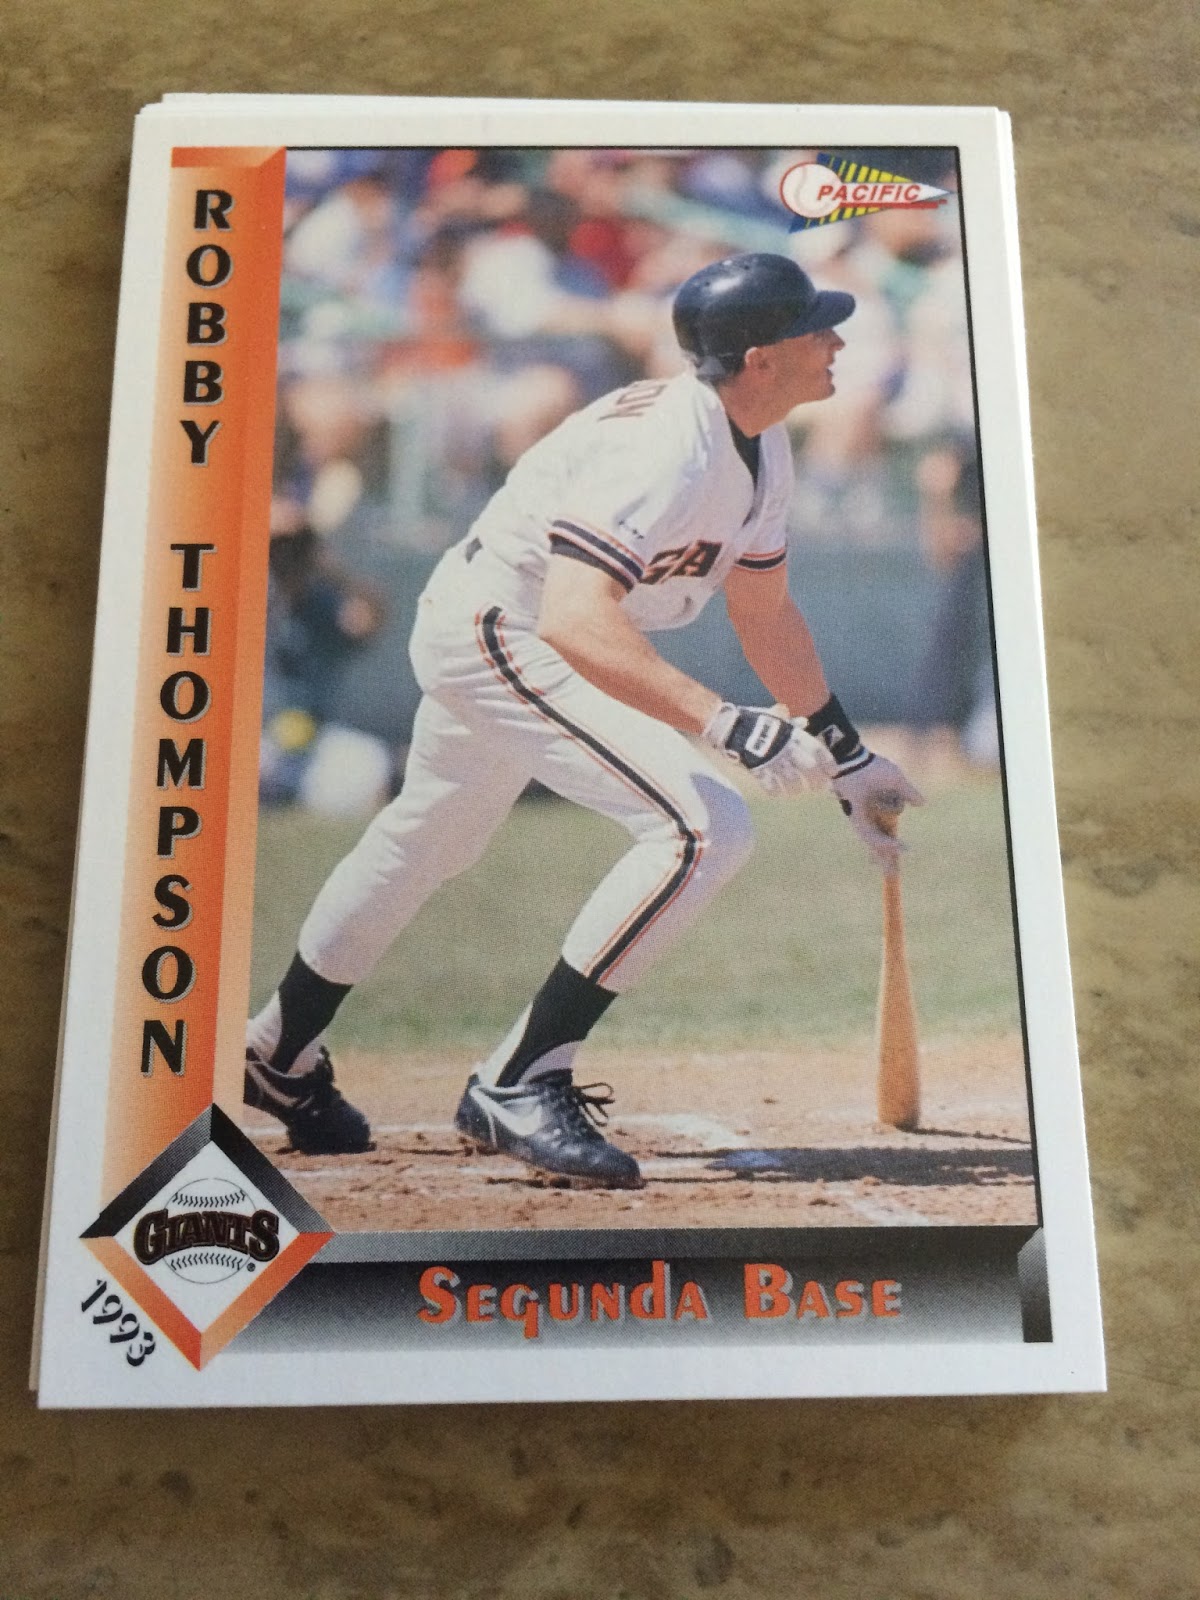 PACIFIC
ROBBY THOMPSON
GIANTS
®
1993
SEGUNDA BASE